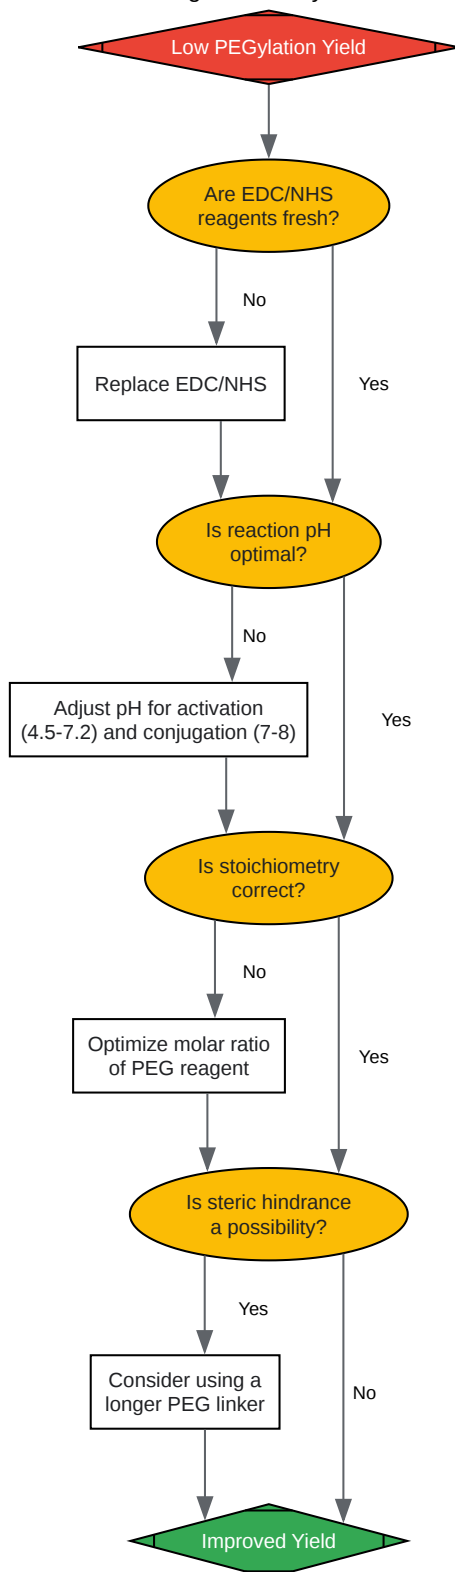 Low PEGylation Yield
Are EDC/NHS
reagents fresh?
No
Replace EDC/NHS
Yes
Is reaction pH
optimal?
No
Adjust pH for activation
(4.5-7.2) and conjugation (7-8)
Yes
Is stoichiometry
correct?
No
Optimize molar ratio
of PEG reagent
Yes
Is steric hindrance
a possibility?
Yes
Consider using a
longer PEG linker
No
Improved Yield